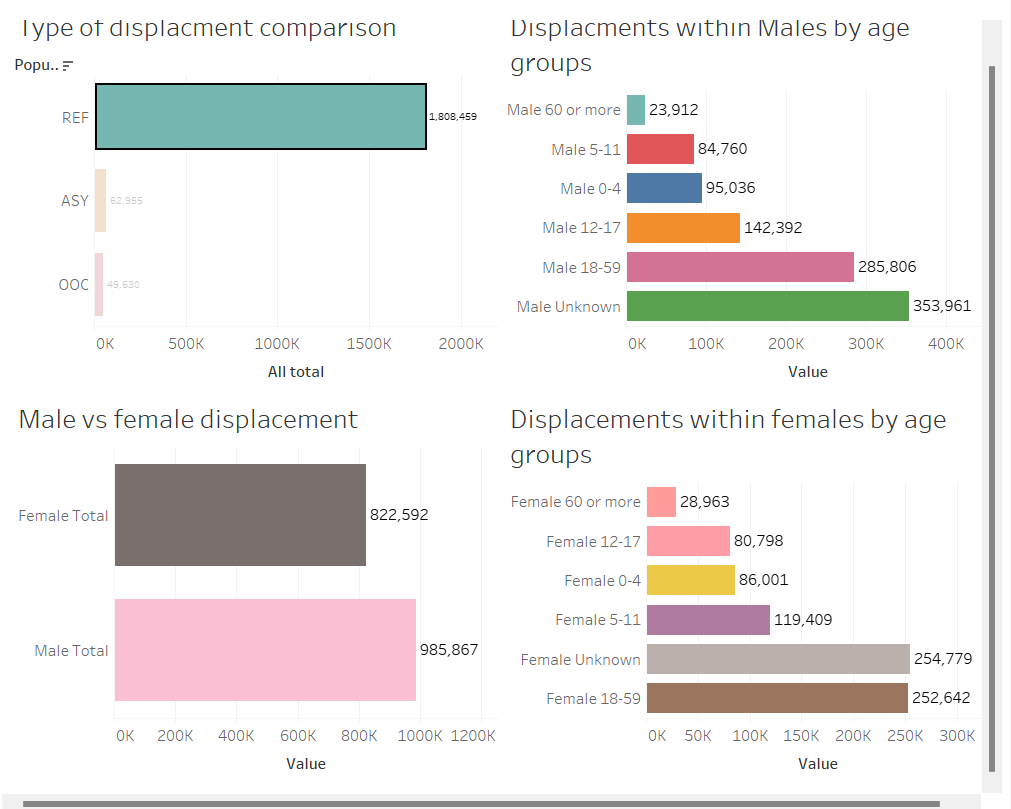 Type of displacment comparison
Popu..
REF
1,808,459
ASY
62,955
OOC
49,630
0K 500K 1000K 1500K 2000K
All total
Displacments within Males by age
groups
Male 60 or more 23,912
Male 5-11 84,760
Male 0-4 95,036
Male 12-17 142,392
Male 18-59 285,806
Male Unknown 353,961
0K 100K 200K 300K 400K
Value
Male vs female displacement
Female Total 822,592
Male Total 985,867
0K 200K 400K 600K 800K 1000K 1200K
Value
Displacements within females by age
groups
Female 60 or more 28,963
Female 12-17 80,798
Female 0-4 86,001
Female 5-11 119,409
Female Unknown 254,779
Female 18-59 252,642
0K 50K 100K 150K 200K 250K 300K
Value